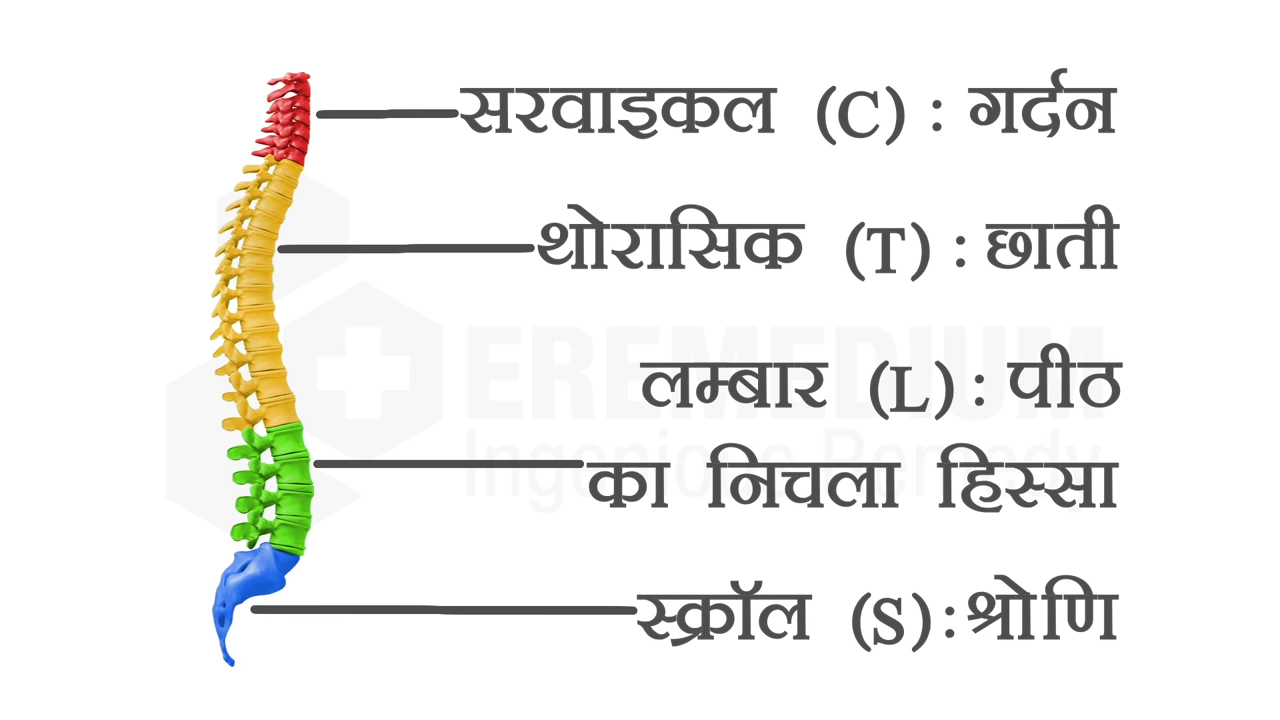 सरवाइकल (C) : गर्दन
थोरासिक (T) : छाती
लम्बार (L) : पीठ
का निचला हिस्सा
स्क्रॉल (S) : श्रोणि
EREMEDIUM
Ingenious Remedy